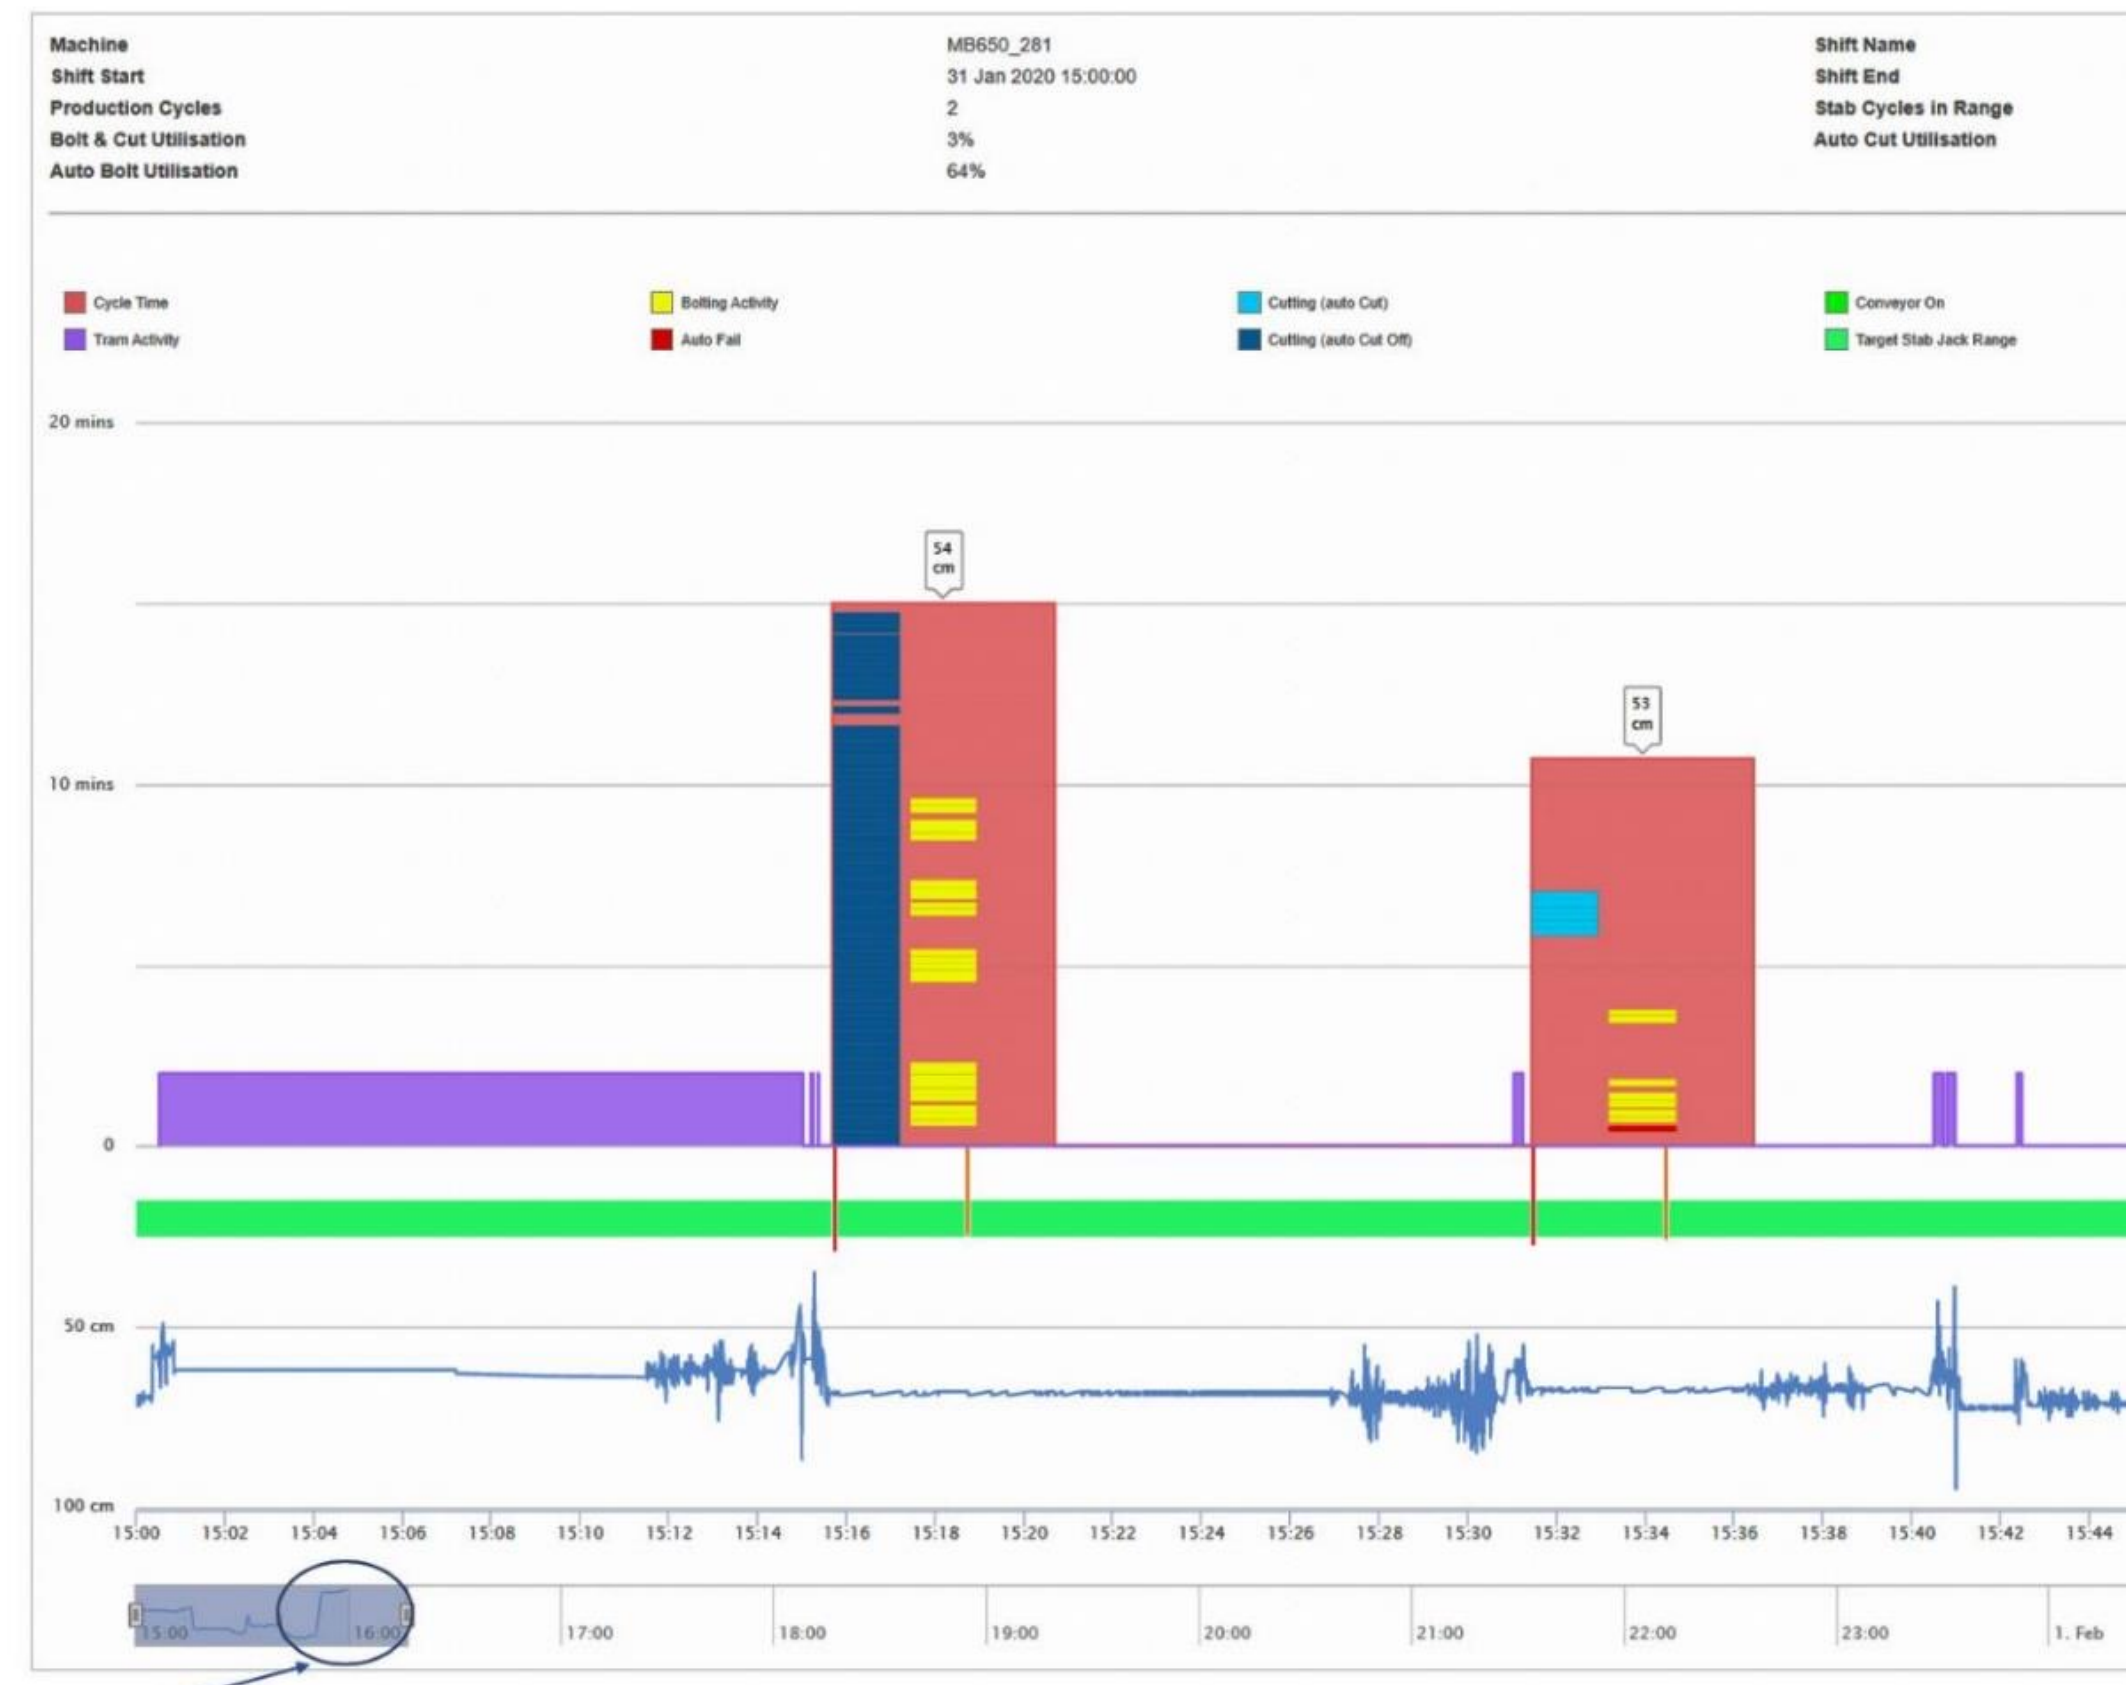 Machine MB650_281 Shift Name
Shift Start 31 Jan 2020 15:00:00 Shift End
Production Cycles 2 Stab Cycles in Range
Bolt & Cut Utilisation 3% Auto Cut Utilisation
Auto Bolt Utilisation 64%
Cycle Time Bolting Activity Cutting (auto Cut) Conveyor On
Tram Activity Auto Fail Cutting (auto Cut Off) Target Stab Jack Range
20 mins
54
cm
53
cm
10 mins
0
50 cm
100 cm
15:00 15:02 15:04 15:06 15:08 15:10 15:12 15:14 15:16 15:18 15:20 15:22 15:24 15:26 15:28 15:30 15:32 15:34 15:36 15:38 15:40 15:42 15:44
15:00 16:00 17:00 18:00 19:00 20:00 21:00 22:00 23:00 1. Feb